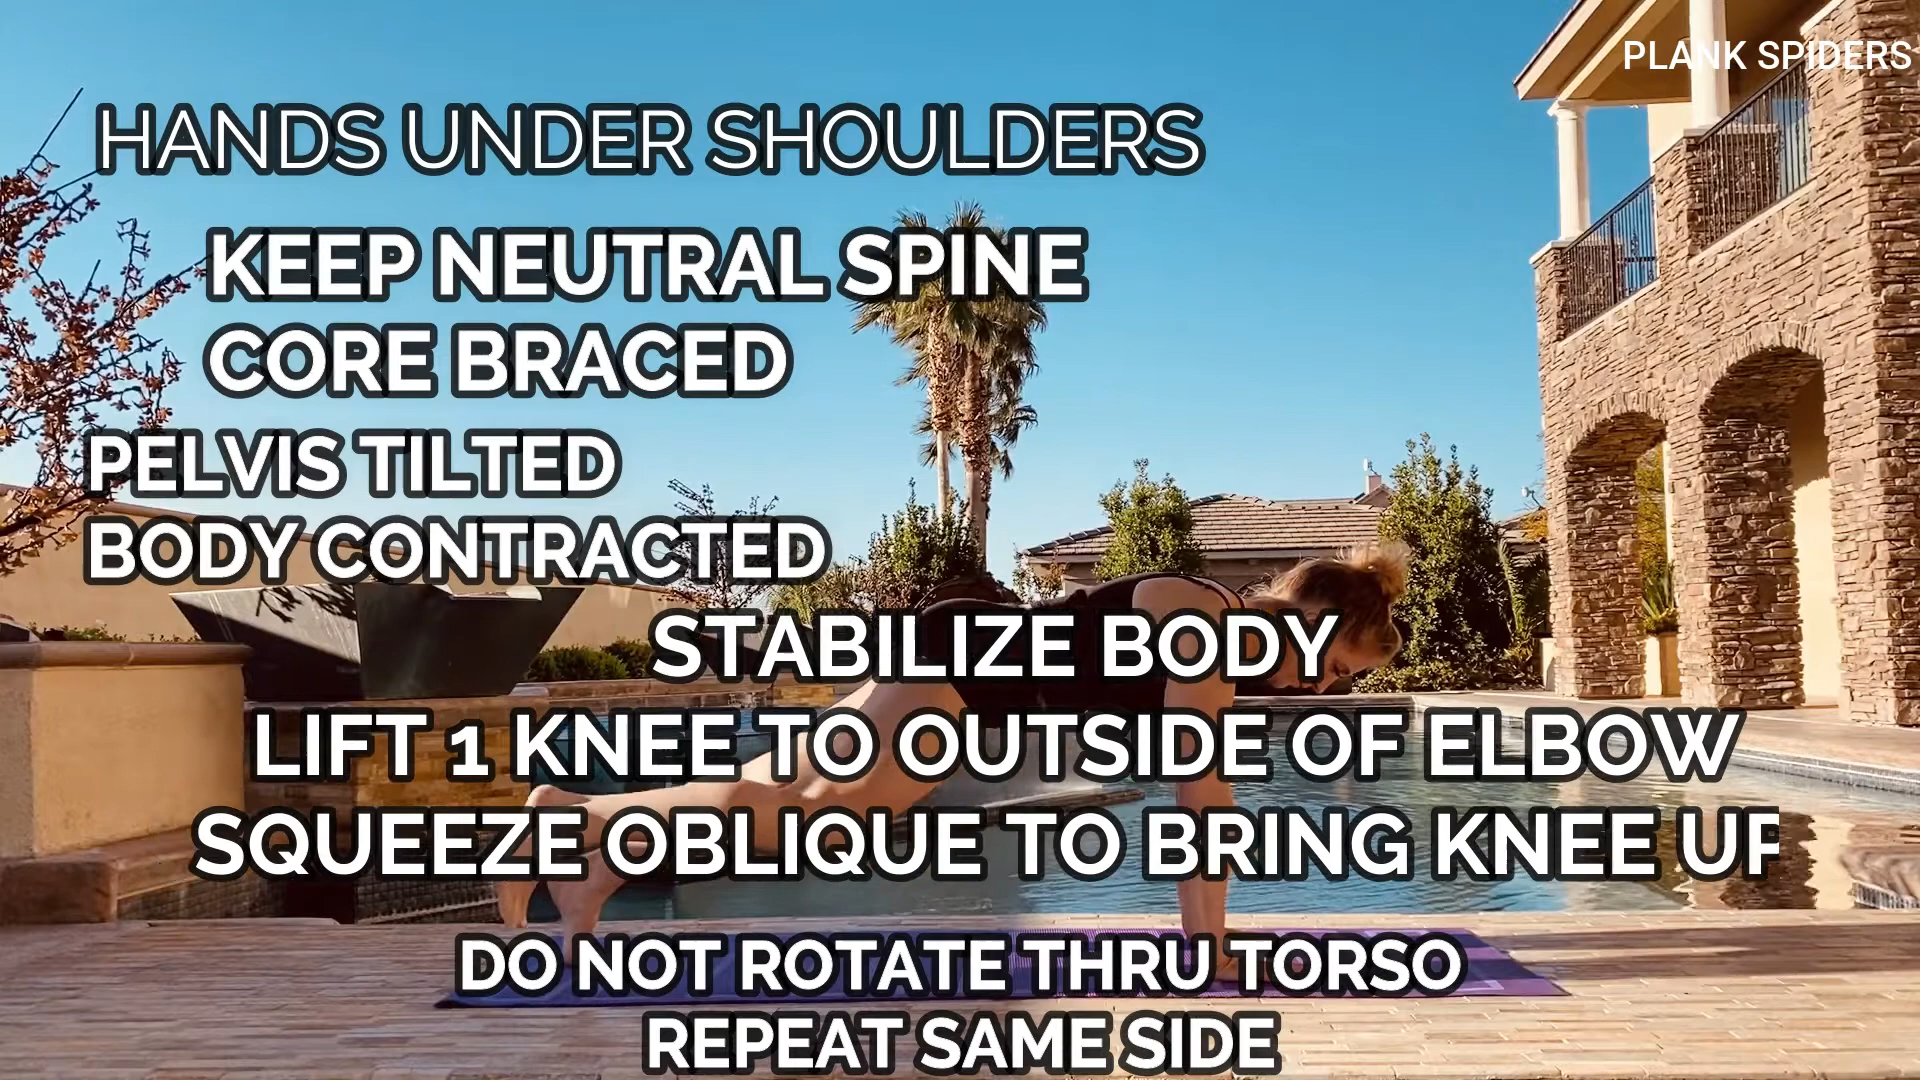 PLANK SPIDERS
HANDS UNDER SHOULDERS
KEEP NEUTRAL SPINE
CORE BRACED
PELVIS TILTED
BODY CONTRACTED
STABILIZE BODY
LIFT 1 KNEE TO OUTSIDE OF ELBOW
SQUEEZE OBLIQUE TO BRING KNEE UP
DO NOT ROTATE THRU TORSO
REPEAT SAME SIDE